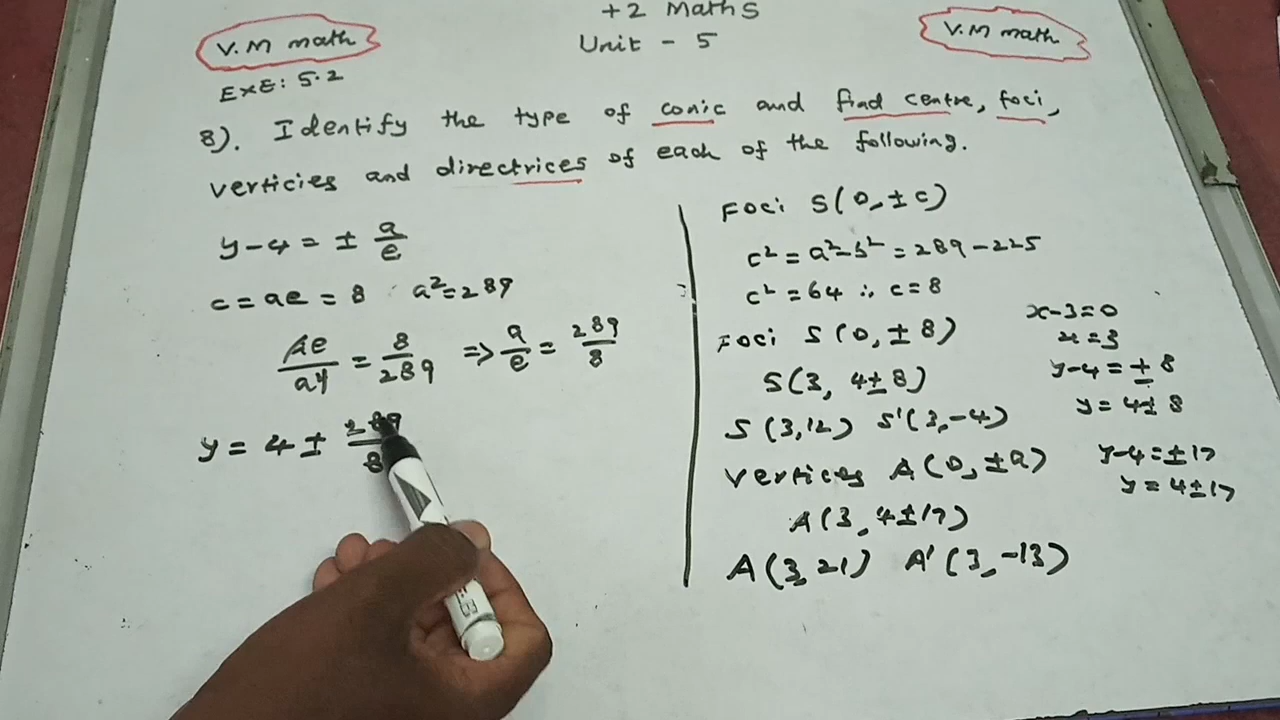 +2 Maths
V.M math
Unit - 5
V.M math
EXE: 5.2
8). Identify the type of conic and find centre, foci,
verticies and directrices of each of the following.
y-4 = ± a/e
c = ae = 8 a² = 289
Ae/a² = 8/289 => a/e = 289/8
y = 4 ± 289/8
Foci S(0, ±c)
c² = a²-b² = 289-225
c² = 64 ∴ c = 8
Foci S(0, ±8)
S(3, 4±8)
S(3,12) S'(3,-4)
Vertices A(0, ±a)
A(3, 4±17)
A(3,21) A'(3,-13)
x-3=0
x=3
y-4=±8
y=4±8
y-4=±17
y=4±17